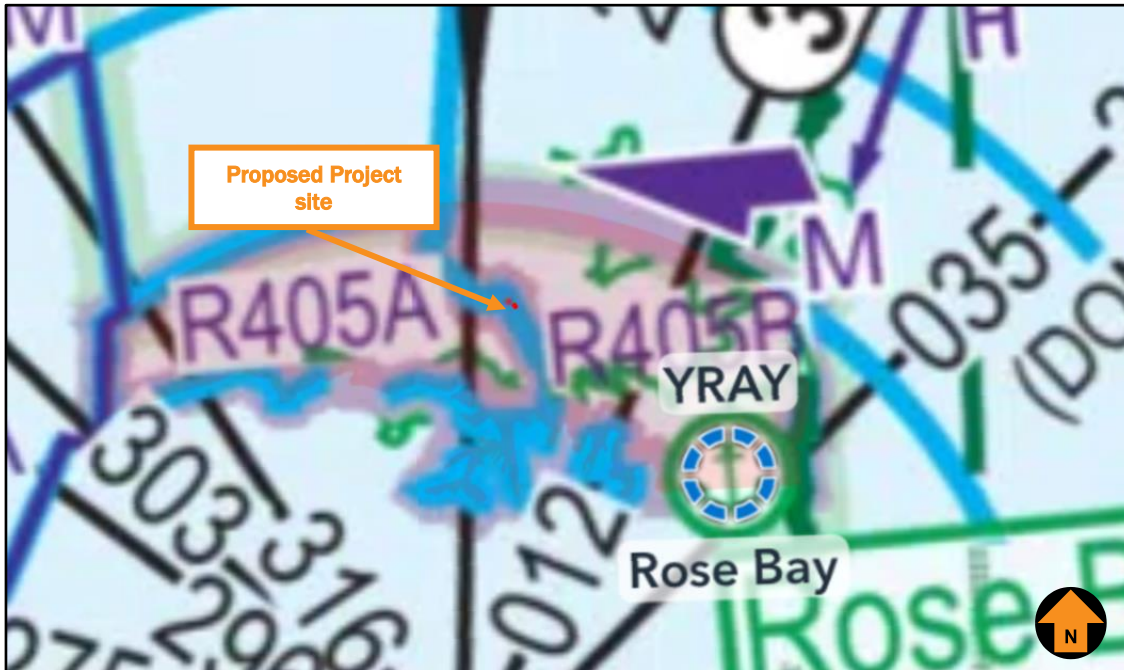 M
3
H
Proposed Project
site
M
R405A
R405B
035
(DO
YRAY
303
316
012
Rose Bay
Rose
N